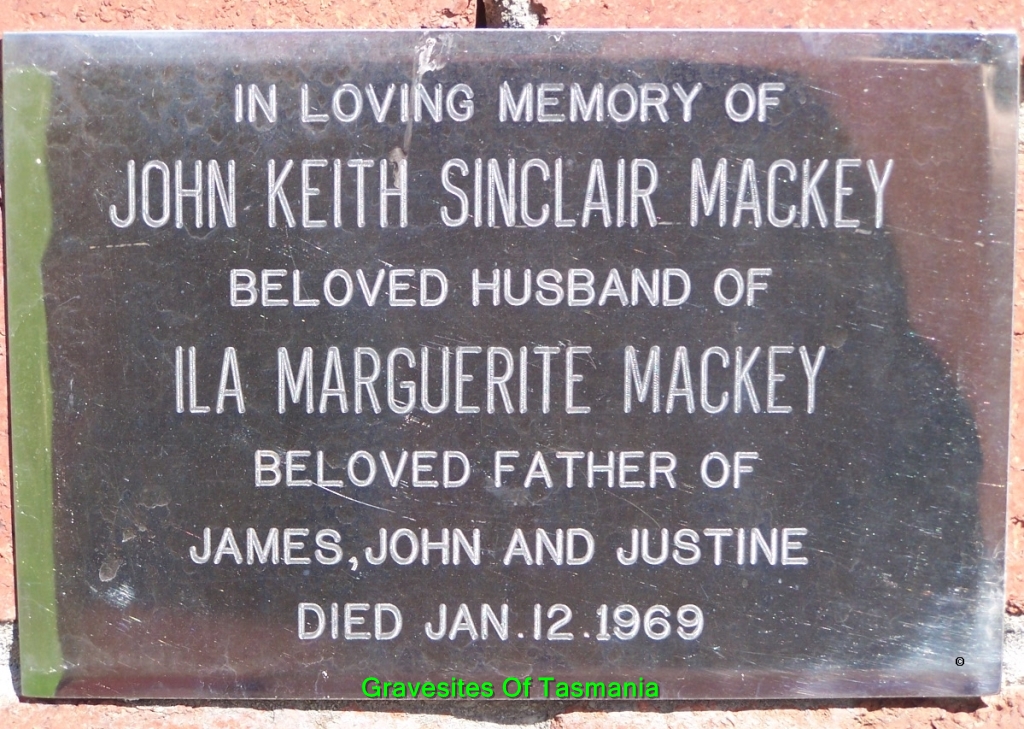 IN LOVING MEMORY OF
JOHN KEITH SINCLAIR MACKEY
BELOVED HUSBAND OF
ILA MARGUERITE MACKEY
BELOVED FATHER OF
JAMES, JOHN AND JUSTINE
DIED JAN. 12. 1969
©
Gravesites Of Tasmania